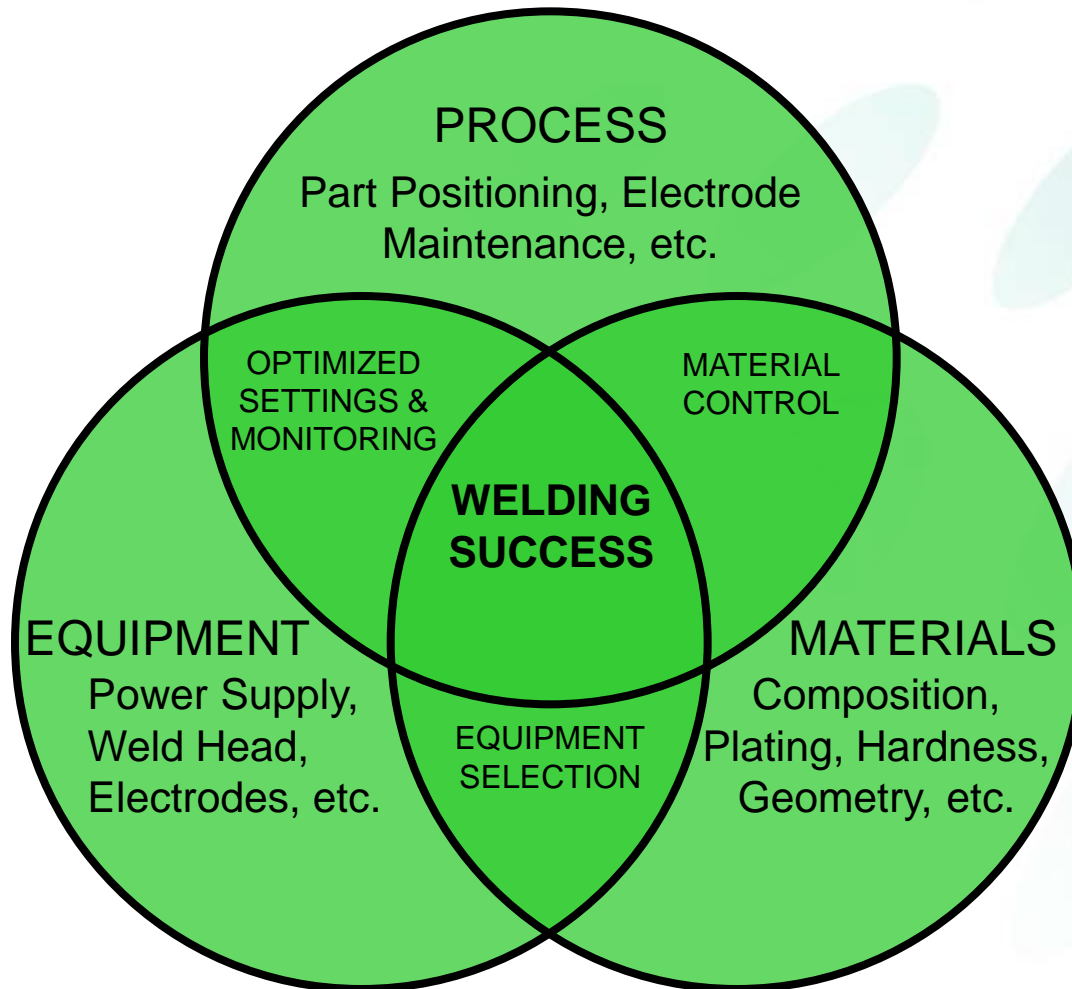 PROCESS
Part Positioning, Electrode
Maintenance, etc.
OPTIMIZED
SETTINGS &
MONITORING
MATERIAL
CONTROL
WELDING
SUCCESS
EQUIPMENT
Power Supply,
Weld Head,
Electrodes, etc.
MATERIALS
Composition,
Plating, Hardness,
Geometry, etc.
EQUIPMENT
SELECTION